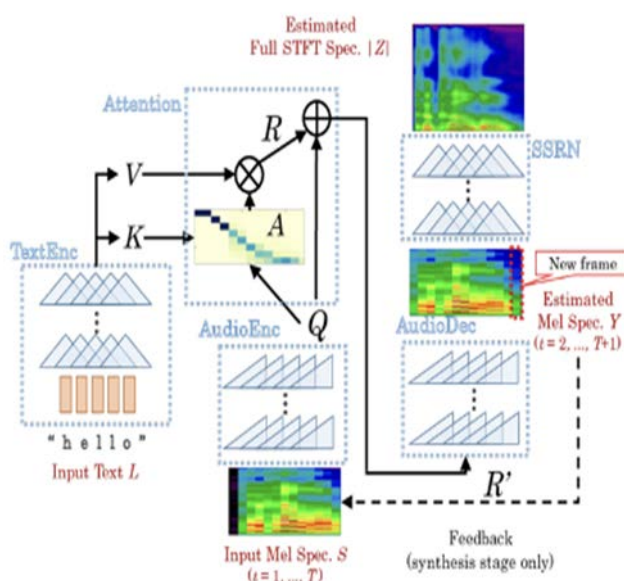 Estimated
Full STFT Spec. |Z|
Attention
R
SSRN
V
A
K
TextEnc
New frame
Q
AudioEnc
AudioDec
Estimated
Mel Spec. Y
(t = 2, ..., T+1)
"hello"
Input Text L
R'
Input Mel Spec. S
(t = 1, ..., T)
Feedback
(synthesis stage only)